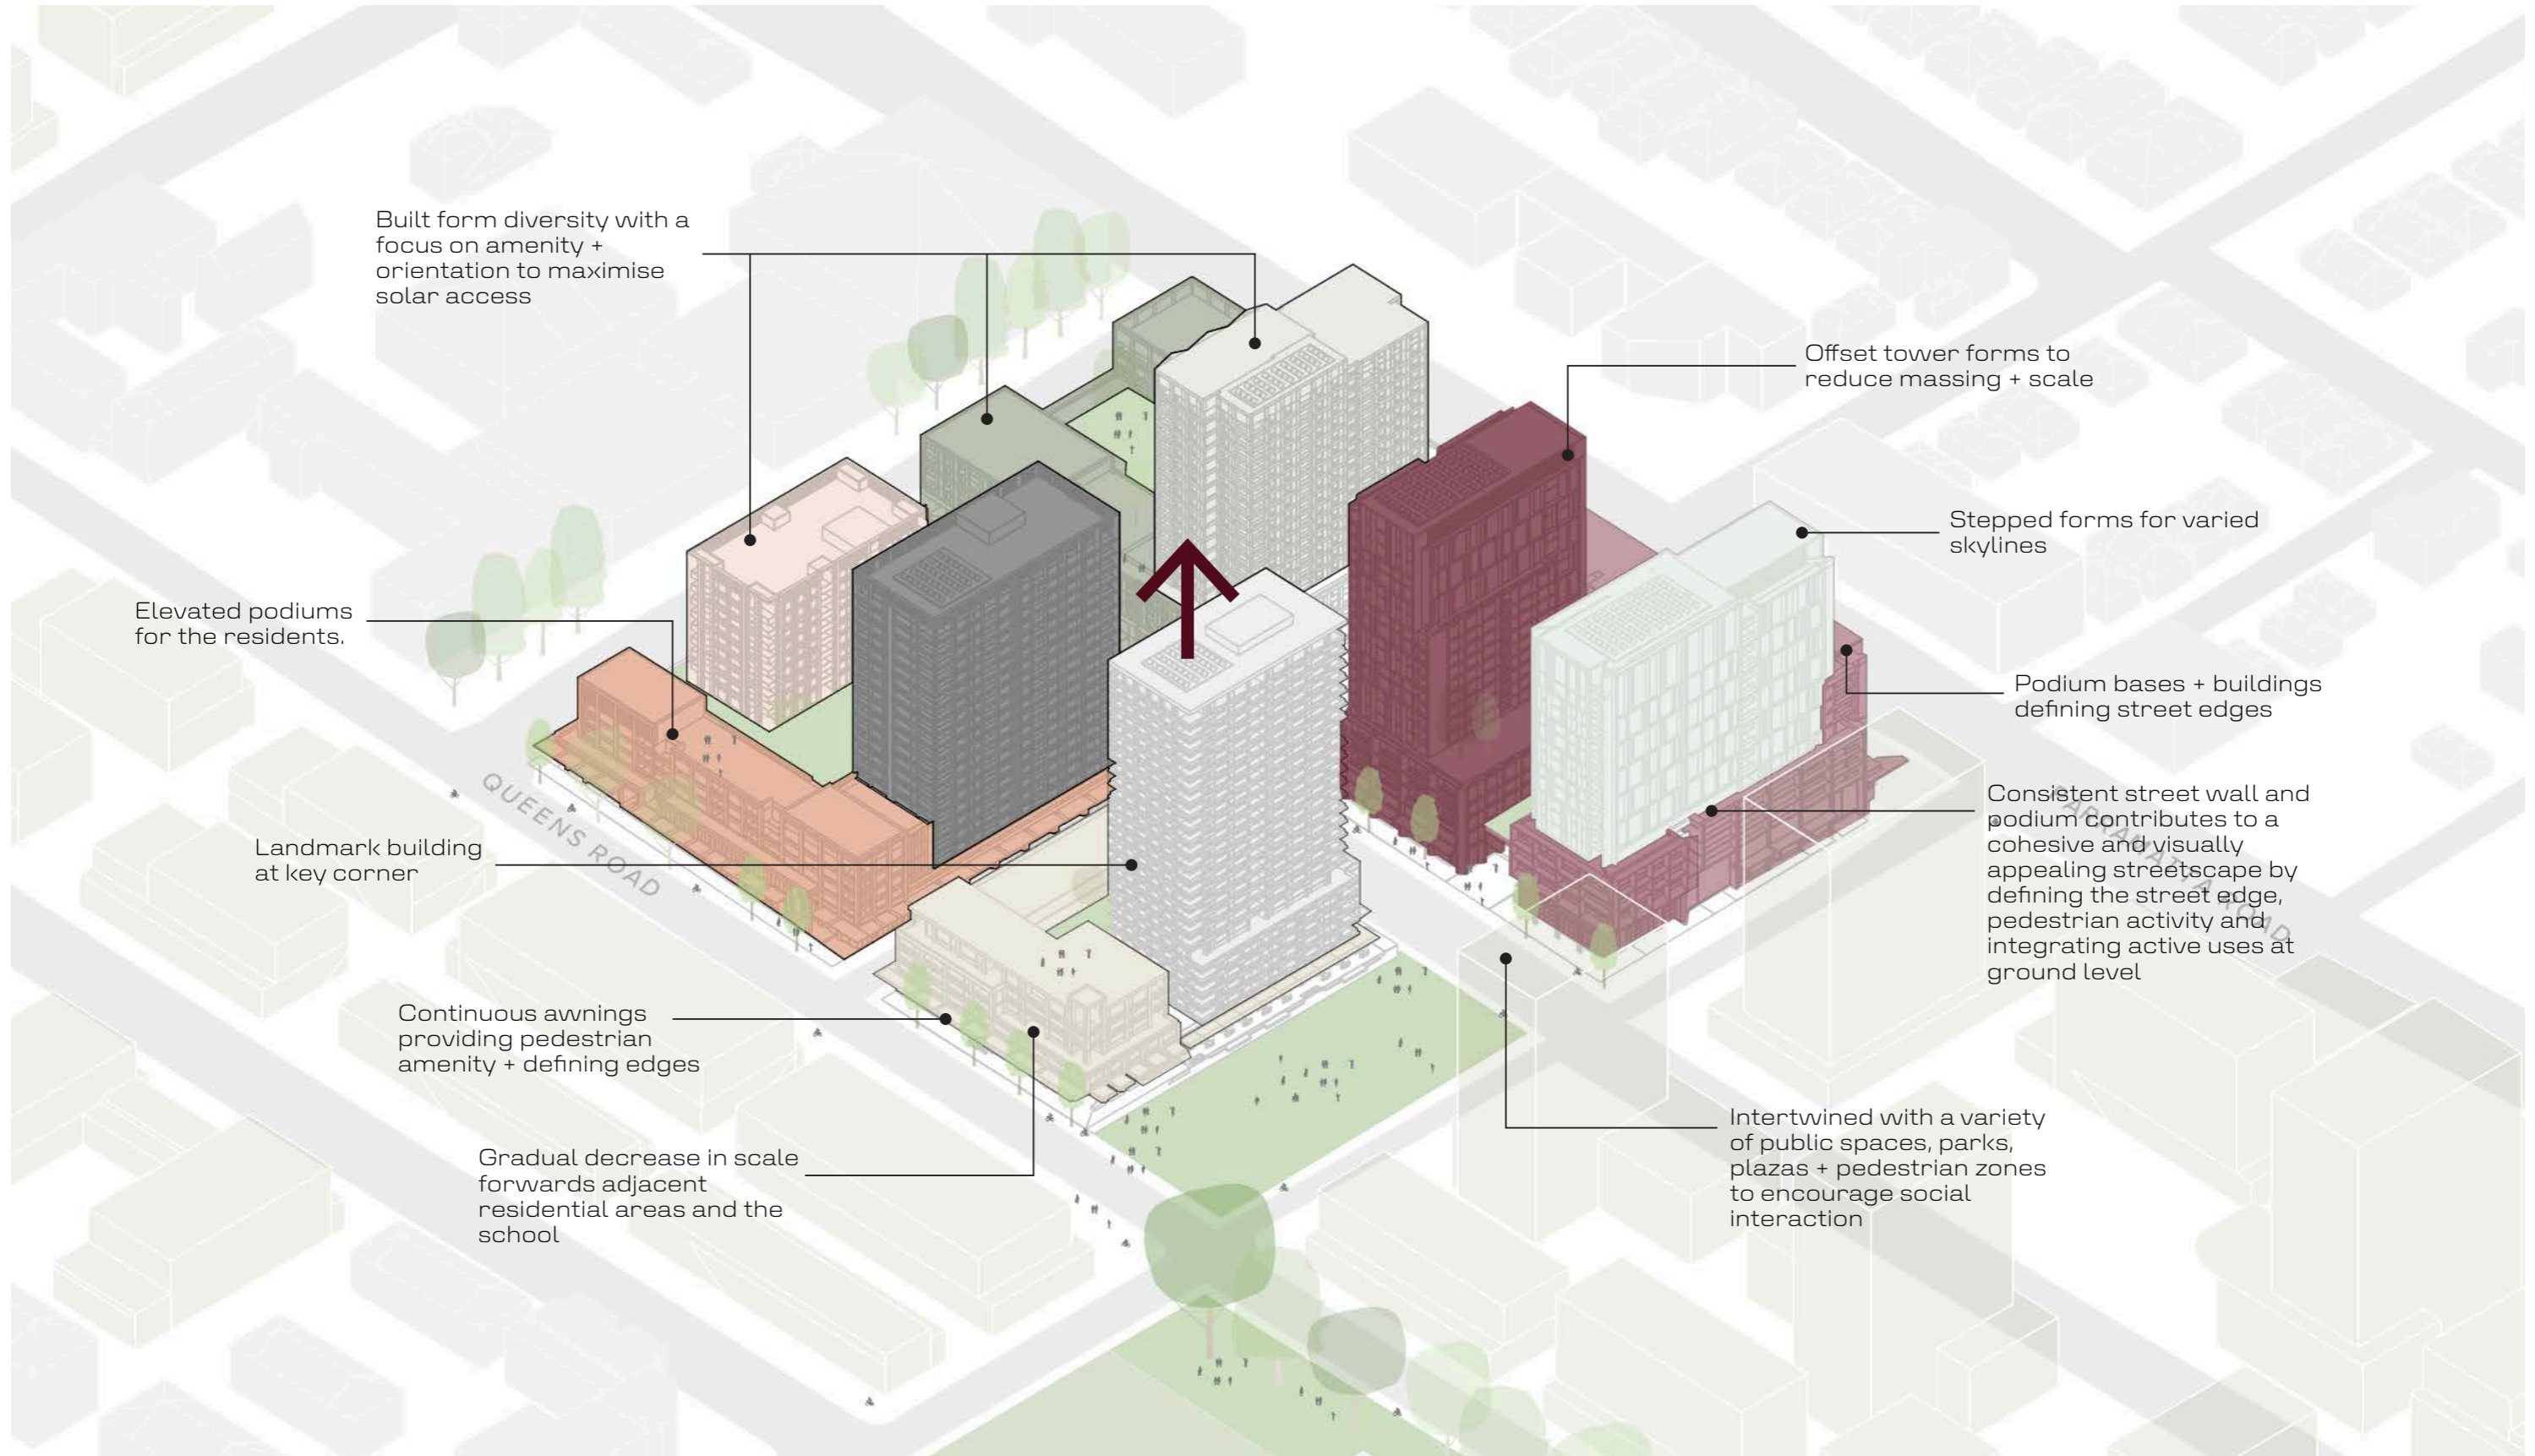 Built form diversity with a
focus on amenity +
orientation to maximise
solar access
Offset tower forms to
reduce massing + scale
Stepped forms for varied
skylines
Elevated podiums
for the residents.
Podium bases + buildings
defining street edges
QUEENS ROAD
PARRAMATTA ROAD
Consistent street wall and
podium contributes to a
cohesive and visually
appealing streetscape by
defining the street edge,
pedestrian activity and
integrating active uses at
ground level
Landmark building
at key corner
Continuous awnings
providing pedestrian
amenity + defining edges
Intertwined with a variety
of public spaces, parks,
plazas + pedestrian zones
to encourage social
interaction
Gradual decrease in scale
forwards adjacent
residential areas and the
school